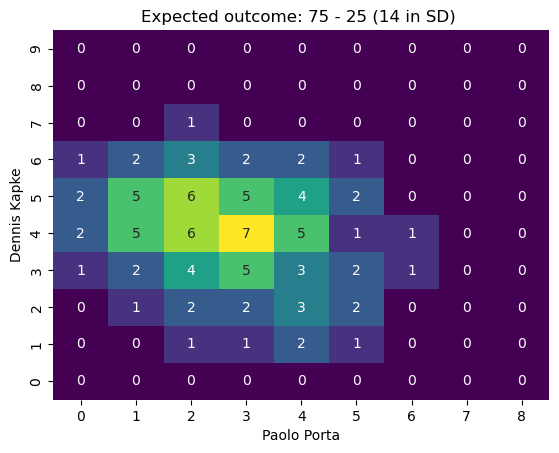 Expected outcome: 75 - 25 (14 in SD)
Dennis Kapke
9 0 0 0 0 0 0 0 0 0
8 0 0 0 0 0 0 0 0 0
7 0 0 1 0 0 0 0 0 0
6 1 2 3 2 2 1 0 0 0
5 2 5 6 5 4 2 0 0 0
4 2 5 6 7 5 1 1 0 0
3 1 2 4 5 3 2 1 0 0
2 0 1 2 2 3 2 0 0 0
1 0 0 1 1 2 1 0 0 0
0 0 0 0 0 0 0 0 0 0
0 1 2 3 4 5 6 7 8
Paolo Porta